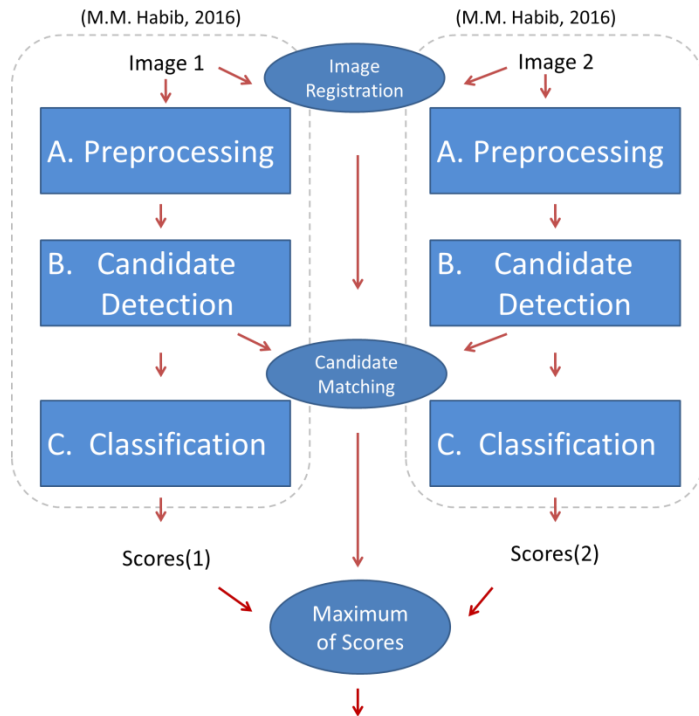 (M.M. Habib, 2016)
(M.M. Habib, 2016)
Image 1
Image
Registration
Image 2
A. Preprocessing
A. Preprocessing
B. Candidate
Detection
B. Candidate
Detection
Candidate
Matching
C. Classification
C. Classification
Scores(1)
Scores(2)
Maximum
of Scores